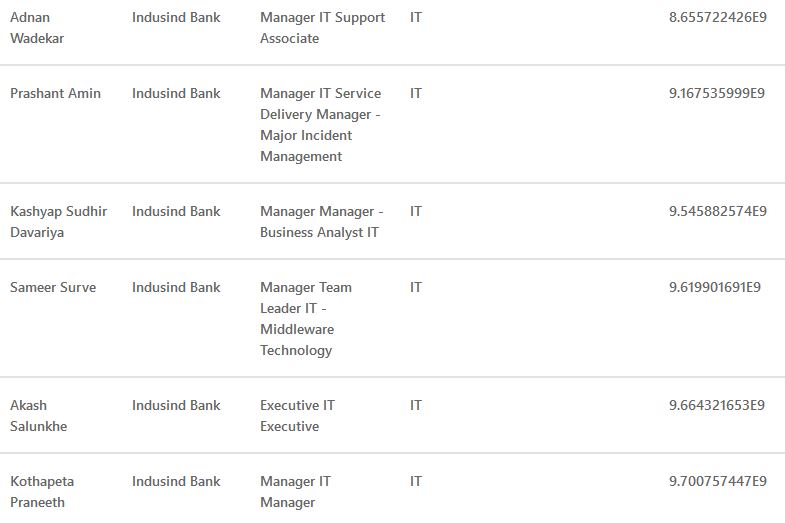 Adnan Wadekar Indusind Bank Manager IT Support Associate IT 8.655722426E9
Prashant Amin Indusind Bank Manager IT Service Delivery Manager - Major Incident Management IT 9.167535999E9
Kashyap Sudhir Davariya Indusind Bank Manager Manager - Business Analyst IT IT 9.545882574E9
Sameer Surve Indusind Bank Manager Team Leader IT - Middleware Technology IT 9.619901691E9
Akash Salunkhe Indusind Bank Executive IT Executive IT 9.664321653E9
Kothapeta Praneeth Indusind Bank Manager IT Manager IT 9.700757447E9